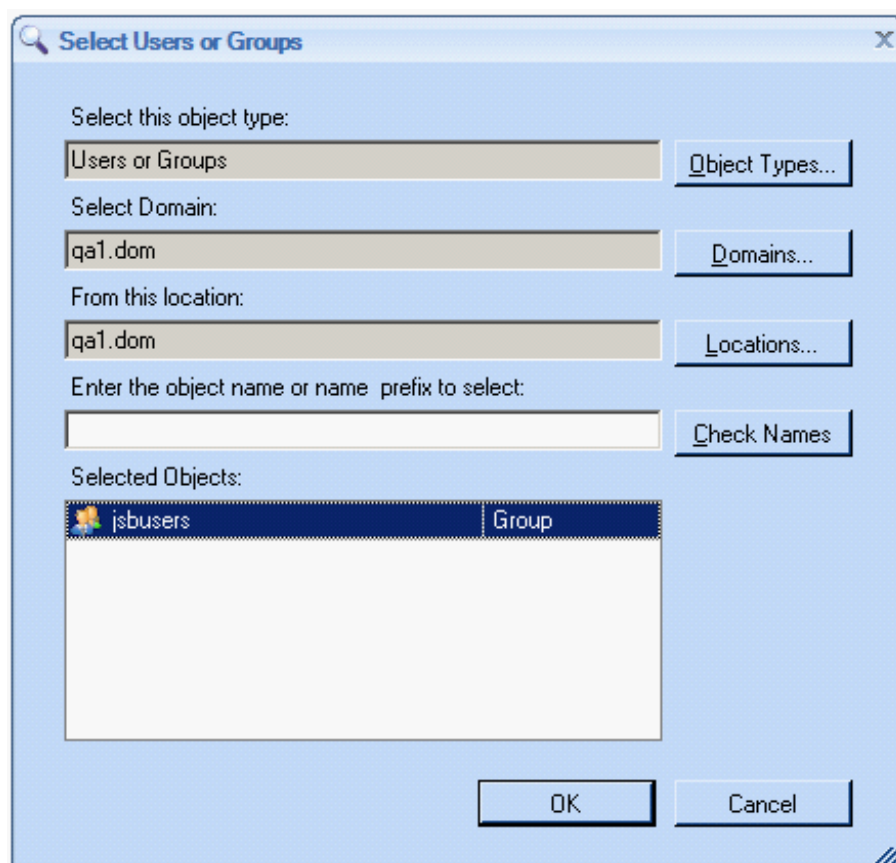 Select Users or Groups
Select this object type:
Users or Groups
Object Types...
Select Domain:
qa1.dom
Domains...
From this location:
qa1.dom
Locations...
Enter the object name or name  prefix to select:
Check Names
Selected Objects:
jsbusers Group
OK Cancel